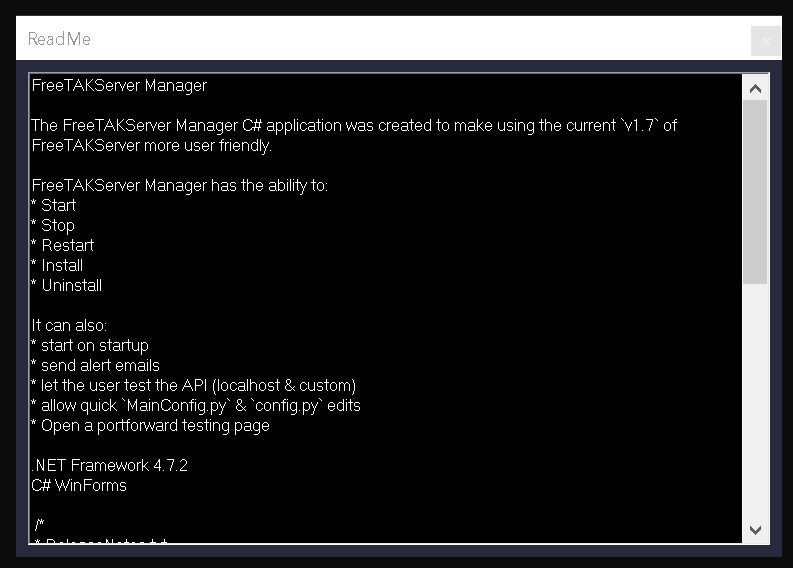 ReadMe
FreeTAKServer Manager
The FreeTAKServer Manager C# application was created to make using the current `v1.7` of
FreeTAKServer more user friendly.
FreeTAKServer Manager has the ability to:
* Start
* Stop
* Restart
* Install
* Uninstall
It can also:
* start on startup
* send alert emails
* let the user test the API (localhost & custom)
* allow quick `MainConfig.py` & `config.py` edits
* Open a portforward testing page
.NET Framework 4.7.2
C# WinForms
/*
* ReleaseNotes.txt